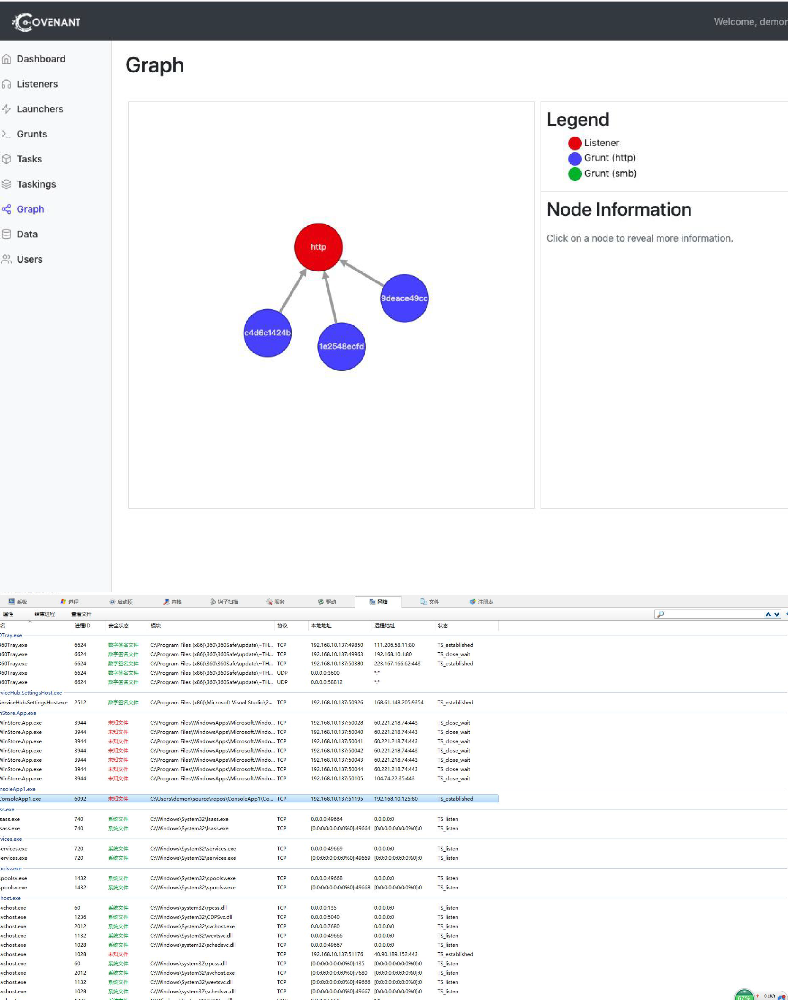 COVENANT
Welcome, demon
Dashboard
Listeners
Launchers
Grunts
Tasks
Taskings
Graph
Data
Users
Graph
http
9deace49cc
c4d6c1424b
1e2548ecfd
Legend
Listener
Grunt (http)
Grunt (smb)
Node Information
Click on a node to reveal more information.
系统 进程 启动项 内核 钩子扫描 服务 驱动 网络 文件 注册表
属性 结束进程 查看文件
名 进程ID 安全状态 模块 协议 本地地址 远程地址 状态
0Tray.exe
60Tray.exe 6624 数字签名文件 C:\Program Files (x86)\360\360Safe\update\~TH... TCP 192.168.10.137:49850 111.206.58.11:80 TS_established
60Tray.exe 6624 数字签名文件 C:\Program Files (x86)\360\360Safe\update\~TH... TCP 192.168.10.137:49963 192.168.10.1:80 TS_close_wait
60Tray.exe 6624 数字签名文件 C:\Program Files (x86)\360\360Safe\update\~TH... TCP 192.168.10.137:50380 223.167.166.62:443 TS_established
60Tray.exe 6624 数字签名文件 C:\Program Files (x86)\360\360Safe\update\~TH... UDP 0.0.0.0:3600 *:*
60Tray.exe 6624 数字签名文件 C:\Program Files (x86)\360\360Safe\update\~TH... UDP 0.0.0.0:58812 *:*
rviceHub.SettingsHost.exe
ServiceHub.SettingsHost.exe 2512 数字签名文件 C:\Program Files (x86)\Microsoft Visual Studio\2... TCP 192.168.10.137:50926 168.61.148.205:9354 TS_established
nStore.App.exe
WinStore.App.exe 3944 未知文件 C:\Program Files\WindowsApps\Microsoft.Windo... TCP 192.168.10.137:50028 60.221.218.74:443 TS_close_wait
WinStore.App.exe 3944 未知文件 C:\Program Files\WindowsApps\Microsoft.Windo... TCP 192.168.10.137:50040 60.221.218.74:443 TS_close_wait
WinStore.App.exe 3944 未知文件 C:\Program Files\WindowsApps\Microsoft.Windo... TCP 192.168.10.137:50041 60.221.218.74:443 TS_close_wait
WinStore.App.exe 3944 未知文件 C:\Program Files\WindowsApps\Microsoft.Windo... TCP 192.168.10.137:50042 60.221.218.74:443 TS_close_wait
WinStore.App.exe 3944 未知文件 C:\Program Files\WindowsApps\Microsoft.Windo... TCP 192.168.10.137:50043 60.221.218.74:443 TS_close_wait
WinStore.App.exe 3944 未知文件 C:\Program Files\WindowsApps\Microsoft.Windo... TCP 192.168.10.137:50044 60.221.218.74:443 TS_close_wait
WinStore.App.exe 3944 未知文件 C:\Program Files\WindowsApps\Microsoft.Windo... TCP 192.168.10.137:50105 104.74.22.35:443 TS_close_wait
nsoleApp1.exe
ConsoleApp1.exe 6092 未知文件 C:\Users\demon\source\repos\ConsoleApp1\Co... TCP 192.168.10.137:51195 192.168.10.125:80 TS_established
ss.exe
sass.exe 740 系统文件 C:\Windows\System32\lsass.exe TCP 0.0.0.0:49664 0.0.0.0:0 TS_listen
sass.exe 740 系统文件 C:\Windows\System32\lsass.exe TCP [0:0:0:0:0:0:0%0]:49664 [0:0:0:0:0:0:0%0]:0 TS_listen
vices.exe
ervices.exe 720 系统文件 C:\Windows\System32\services.exe TCP 0.0.0.0:49669 0.0.0.0:0 TS_listen
ervices.exe 720 系统文件 C:\Windows\System32\services.exe TCP [0:0:0:0:0:0:0%0]:49669 [0:0:0:0:0:0:0%0]:0 TS_listen
oolsv.exe
poolsv.exe 1432 系统文件 C:\Windows\System32\spoolsv.exe TCP 0.0.0.0:49668 0.0.0.0:0 TS_listen
poolsv.exe 1432 系统文件 C:\Windows\System32\spoolsv.exe TCP [0:0:0:0:0:0:0%0]:49668 [0:0:0:0:0:0:0%0]:0 TS_listen
host.exe
vchost.exe 60 系统文件 C:\Windows\system32\rpcss.dll TCP 0.0.0.0:135 0.0.0.0:0 TS_listen
vchost.exe 1236 系统文件 C:\Windows\System32\CDPSvc.dll TCP 0.0.0.0:5040 0.0.0.0:0 TS_listen
vchost.exe 2012 系统文件 C:\Windows\System32\svchost.exe TCP 0.0.0.0:7680 0.0.0.0:0 TS_listen
vchost.exe 1132 系统文件 C:\Windows\System32\wevtsvc.dll TCP 0.0.0.0:49666 0.0.0.0:0 TS_listen
vchost.exe 1028 系统文件 C:\Windows\system32\schedsvc.dll TCP 0.0.0.0:49667 0.0.0.0:0 TS_listen
vchost.exe 1028 未知文件 TCP 192.168.10.137:51176 40.90.189.152:443 TS_established
vchost.exe 60 系统文件 C:\Windows\system32\rpcss.dll TCP [0:0:0:0:0:0:0%0]:135 [0:0:0:0:0:0:0%0]:0 TS_listen
vchost.exe 2012 系统文件 C:\Windows\System32\svchost.exe TCP [0:0:0:0:0:0:0%0]:7680 [0:0:0:0:0:0:0%0]:0 TS_listen
vchost.exe 1132 系统文件 C:\Windows\System32\wevtsvc.dll TCP [0:0:0:0:0:0:0%0]:49666 [0:0:0:0:0:0:0%0]:0 TS_listen
vchost.exe 1028 系统文件 C:\Windows\system32\schedsvc.dll TCP [0:0:0:0:0:0:0%0]:49667 [0:0:0:0:0:0:0%0]:0 TS_listen
67% 0.1K/s